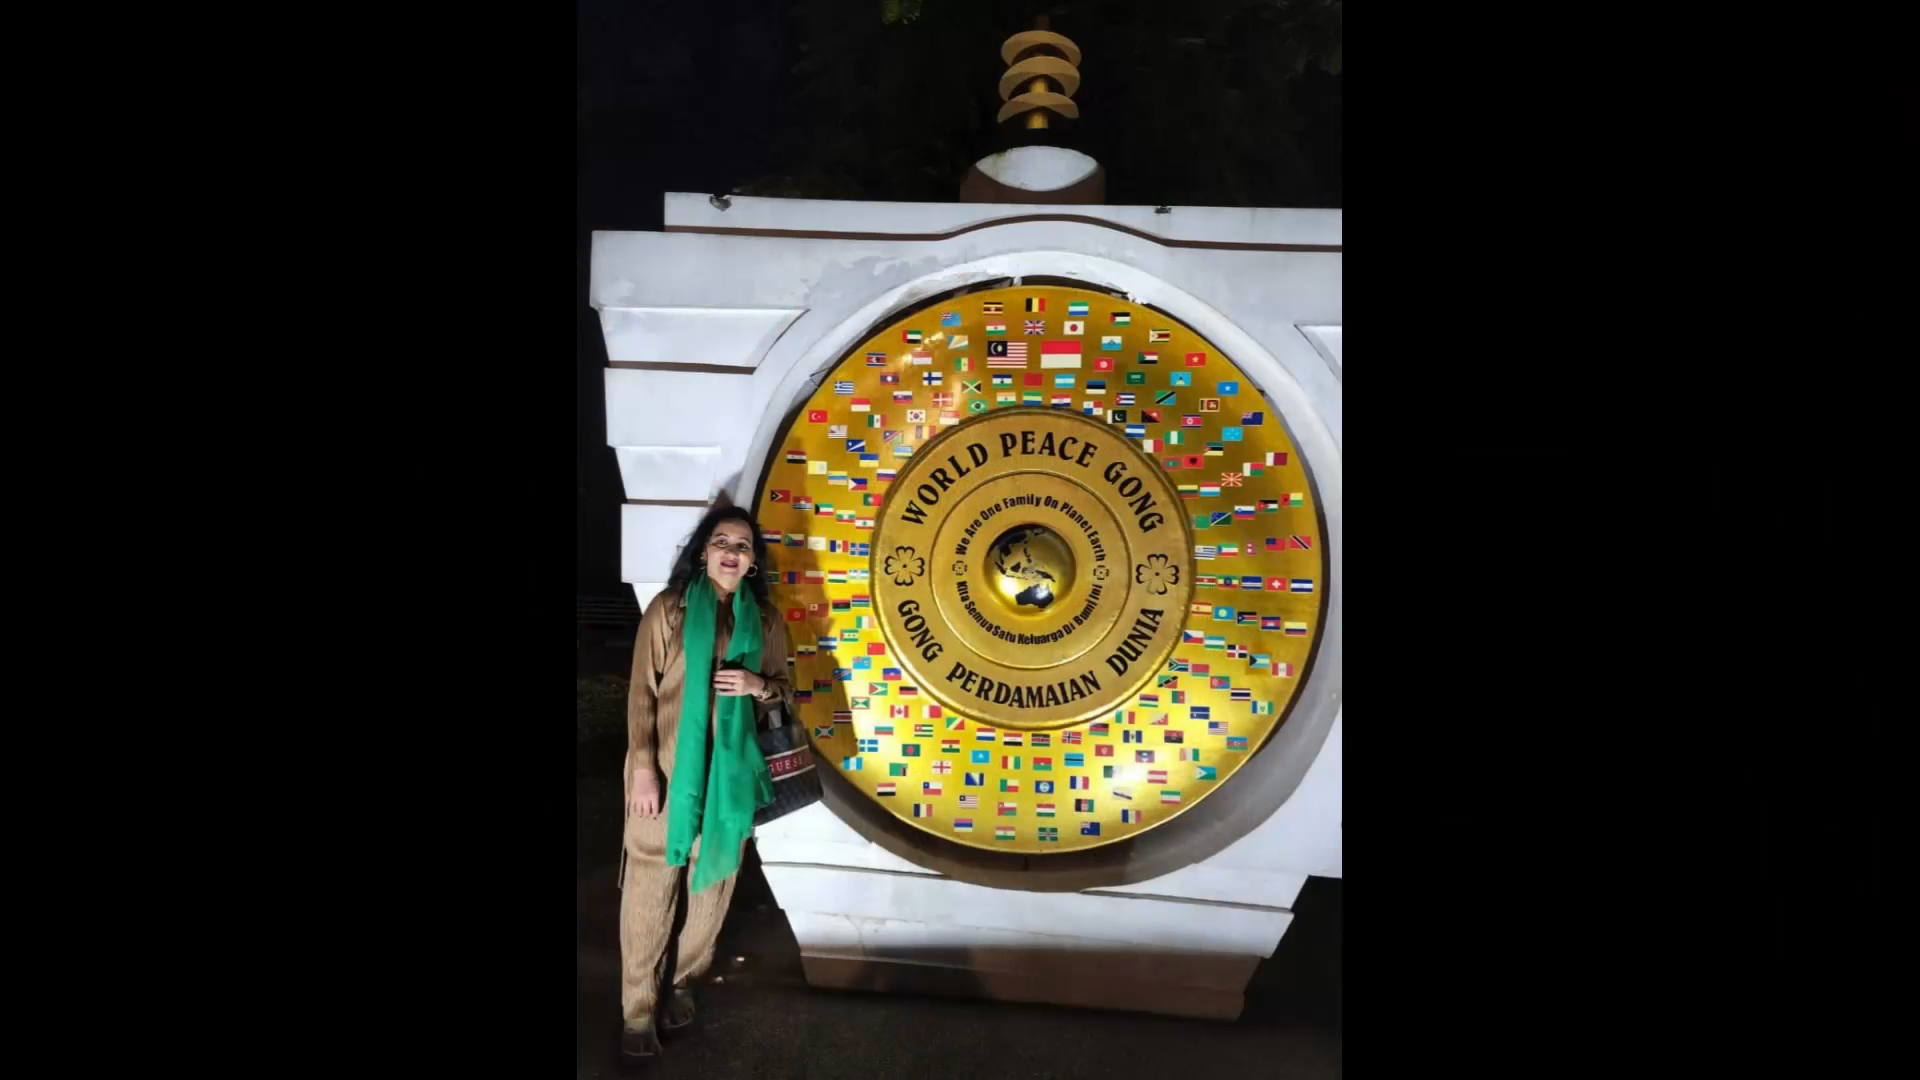 WORLD PEACE GONG
We Are One Family On Planet Earth
Kita Semua Satu Keluarga Di Bumi Ini
GONG PERDAMAIAN DUNIA
GUESS